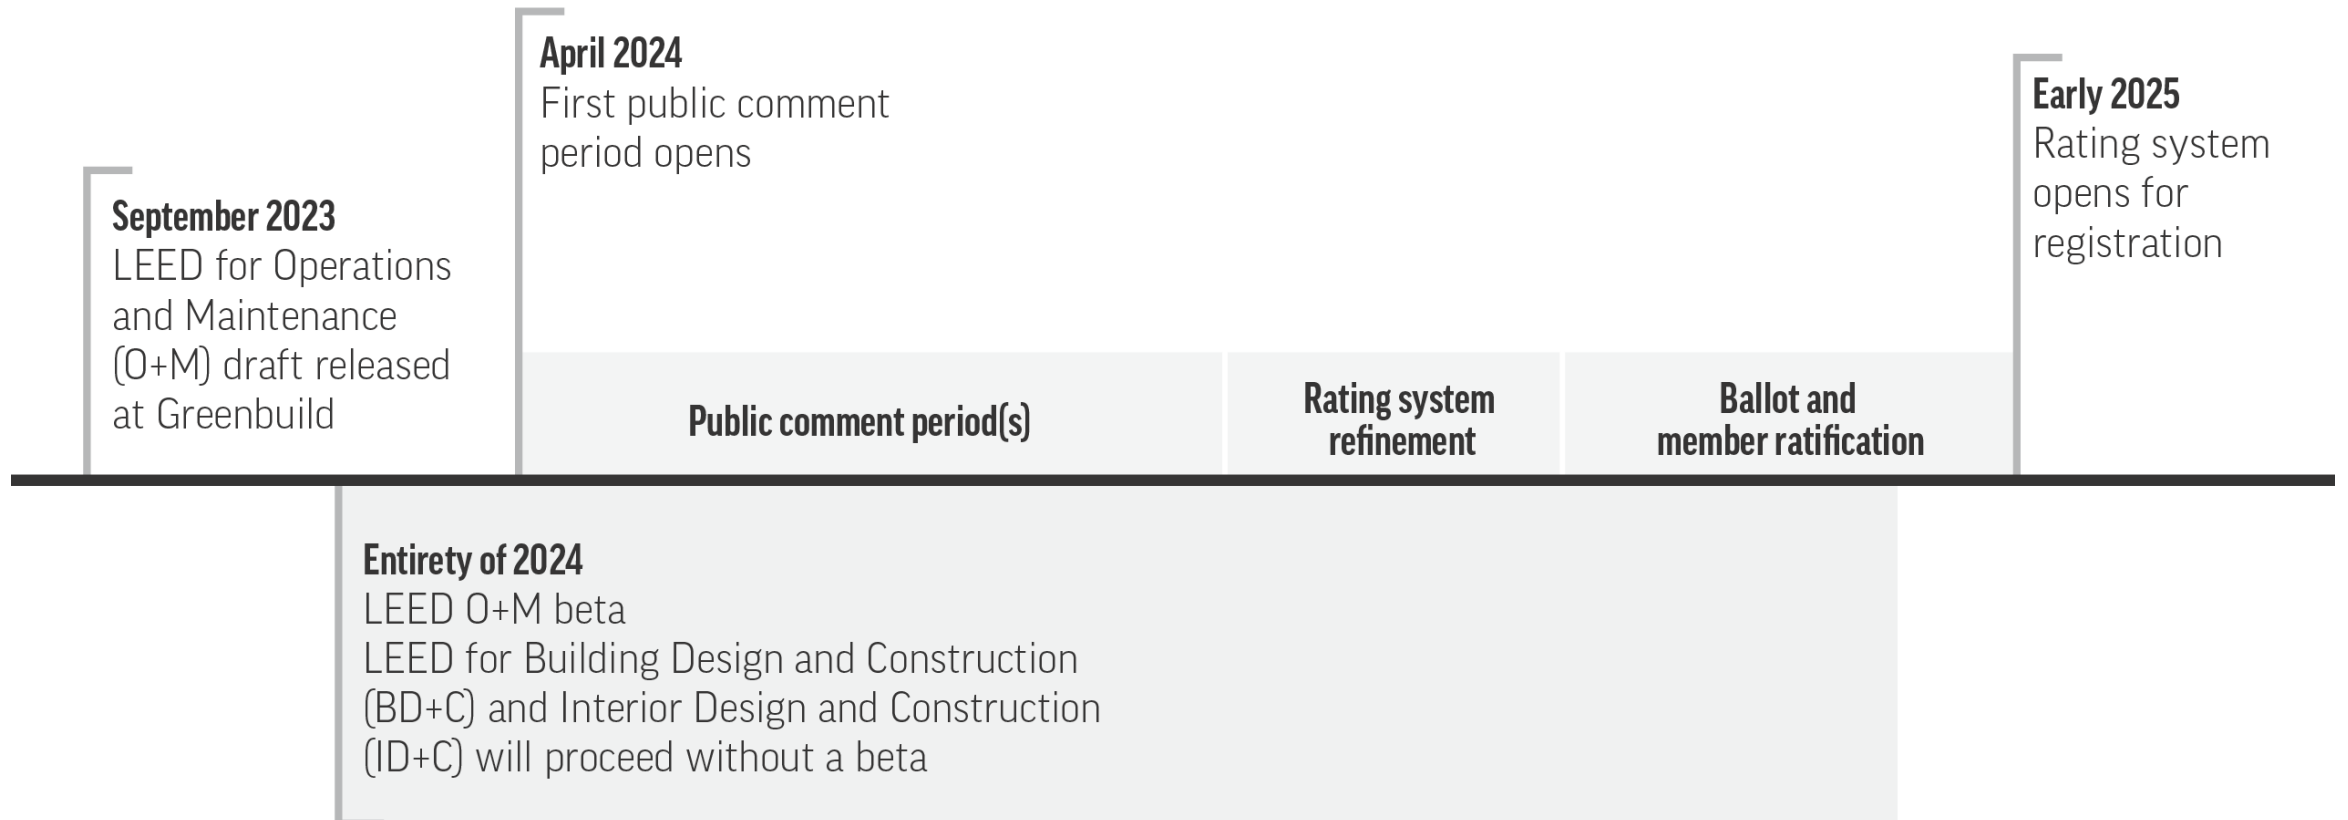 September 2023
LEED for Operations
and Maintenance
(O+M) draft released
at Greenbuild
April 2024
First public comment
period opens
Public comment period(s)
Rating system
refinement
Ballot and
member ratification
Early 2025
Rating system
opens for
registration
Entirety of 2024
LEED O+M beta
LEED for Building Design and Construction
(BD+C) and Interior Design and Construction
(ID+C) will proceed without a beta